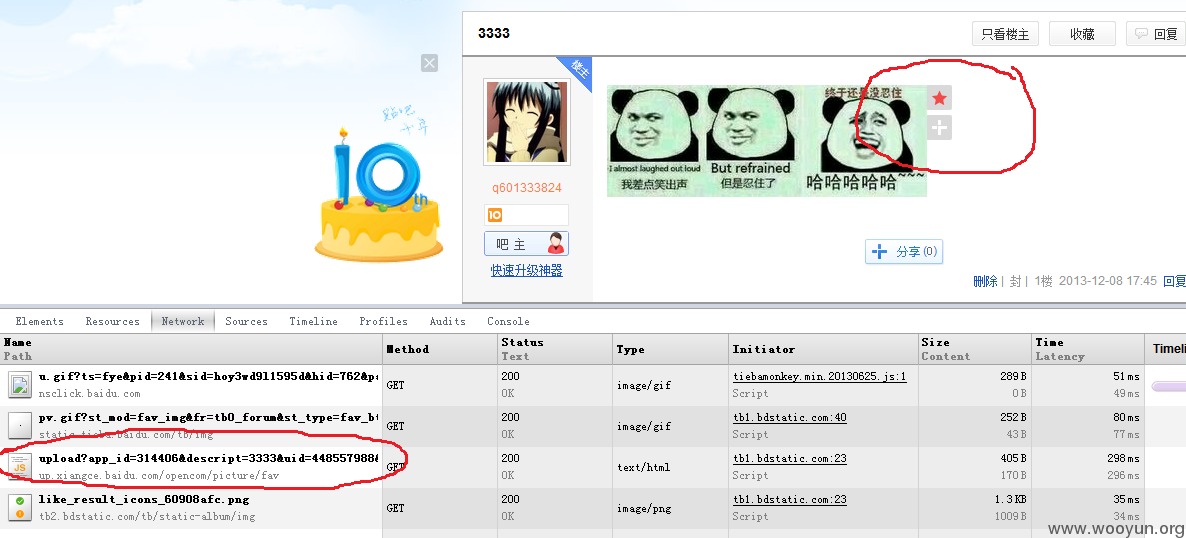 3333
只看楼主
收藏
回复
楼主
贴吧
十年
10th
q601333824
10
吧 主
快速升级神器
终于还是没忍住
I almost laughed out loud
我差点笑出声
But refrained
但是忍住了
哈哈哈哈哈~~~
分享(0)
删除 | 封 | 1楼 2013-12-08 17:45 回复
Elements Resources Network Sources Timeline Profiles Audits Console
Name Method Status Type Initiator Size Time Timeli
Path Text Content Latency
u.gif?ts=fye&pid=241&sid=hoy3wd9l1595d&hid=762&p GET 200 image/gif tiebamonkey.min.20130625.js:1 289 B 51 ms
nsclick.baidu.com OK Script 0 B 49 ms
pv.gif?st_mod=fav_img&fr=tb0_forum&st_type=fav_b GET 200 image/gif tb1.bdstatic.com:40 252 B 80 ms
static.tieba.baidu.com/tb/img OK Script 43 B 77 ms
upload?app_id=314406&descript=3333&uid=448557988& GET 200 text/html tb1.bdstatic.com:23 405 B 298 ms
JS
up.xiangce.baidu.com/opencom/picture/fav OK Script 170 B 296 ms
like_result_icons_60908afc.png GET 200 image/png tb1.bdstatic.com:23 1.3 KB 35 ms
tb2.bdstatic.com/tb/static-album/img OK Script 1009 B 34 ms
www.wooyun.org